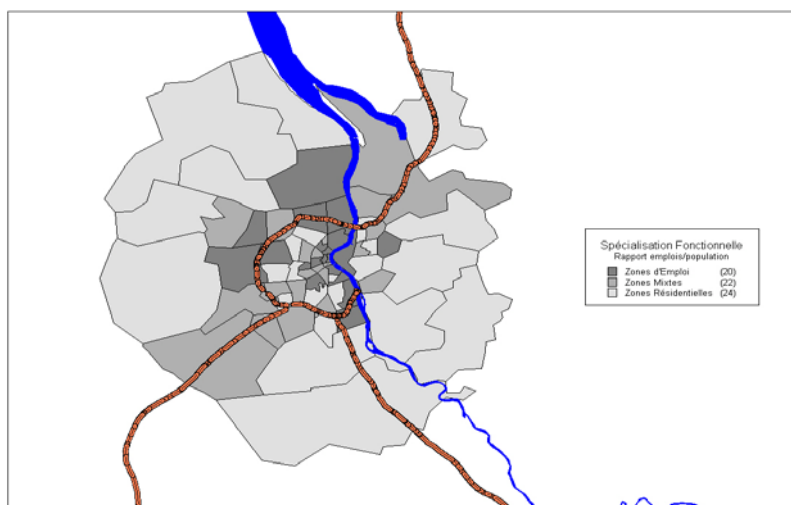 Spécialisation Fonctionnelle
Rapport emplois/population
Zones d'Emploi (20)
Zones Mixtes (22)
Zones Résidentielles (24)